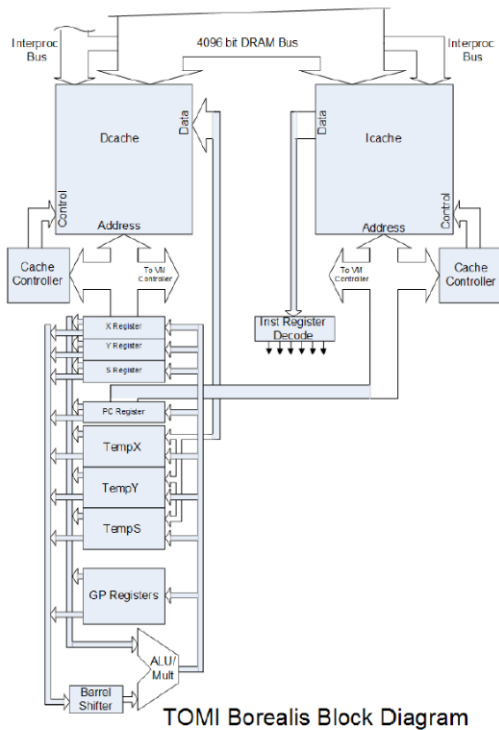 Interproc
Bus
4096 bit DRAM Bus
Interproc
Bus
Dcache
Data
Control
Address
Data
Icache
Control
Address
Cache
Controller
To VM
Controller
To VM
Controller
Cache
Controller
X Register
Y Register
S Register
PC Register
Inst Register
Decode
TempX
TempY
TempS
GP Registers
ALU/
Mult
Barrel
Shifter
TOMI Borealis Block Diagram